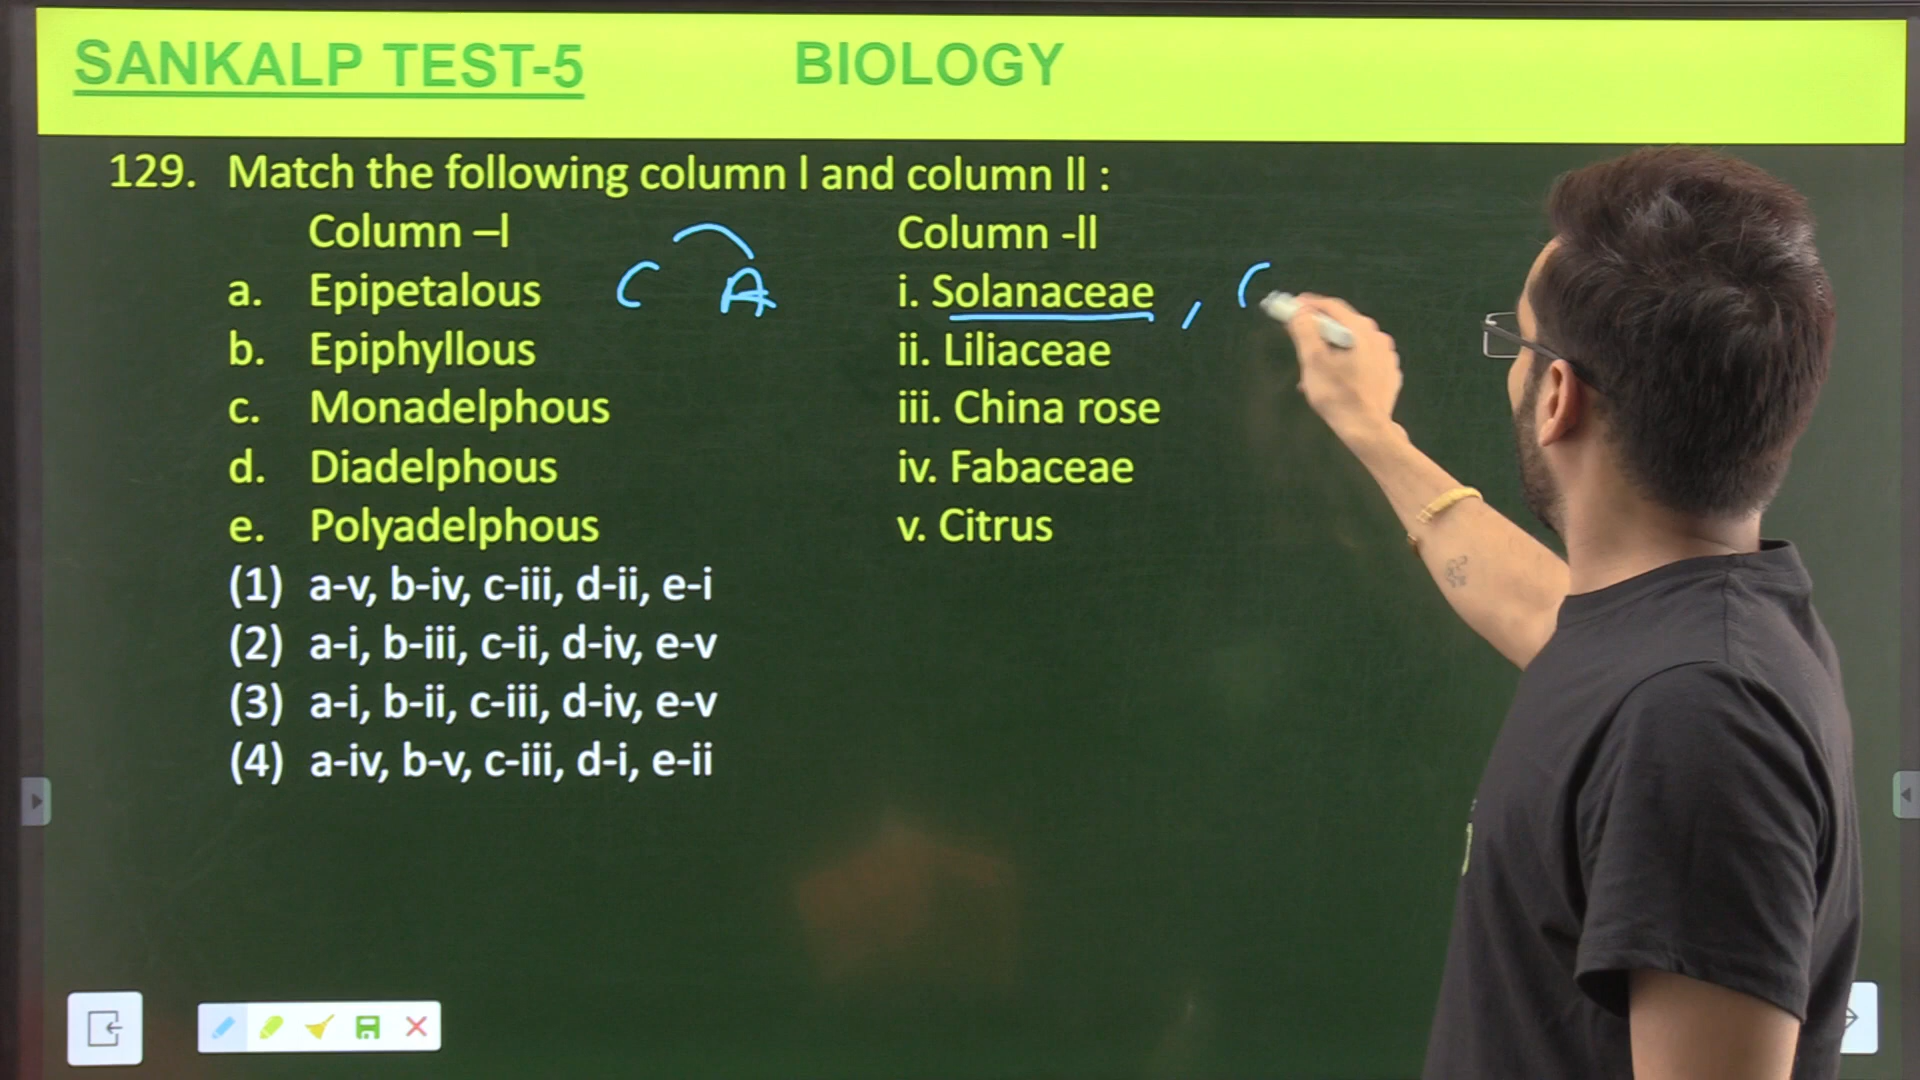 SANKALP TEST-5 BIOLOGY
129. Match the following column l and column ll :
Column –l Column -ll
a. Epipetalous C A i. Solanaceae , C
b. Epiphyllous ii. Liliaceae
c. Monadelphous iii. China rose
d. Diadelphous iv. Fabaceae
e. Polyadelphous v. Citrus
(1) a-v, b-iv, c-iii, d-ii, e-i
(2) a-i, b-iii, c-ii, d-iv, e-v
(3) a-i, b-ii, c-iii, d-iv, e-v
(4) a-iv, b-v, c-iii, d-i, e-ii